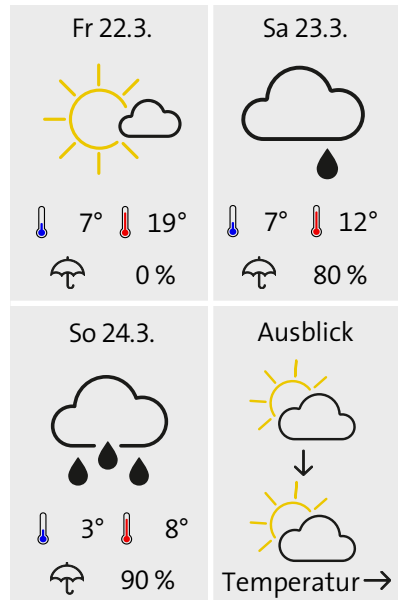 Fr 22.3.
7° 19°
0 %
Sa 23.3.
7° 12°
80 %
So 24.3.
3° 8°
90 %
Ausblick
Temperatur→